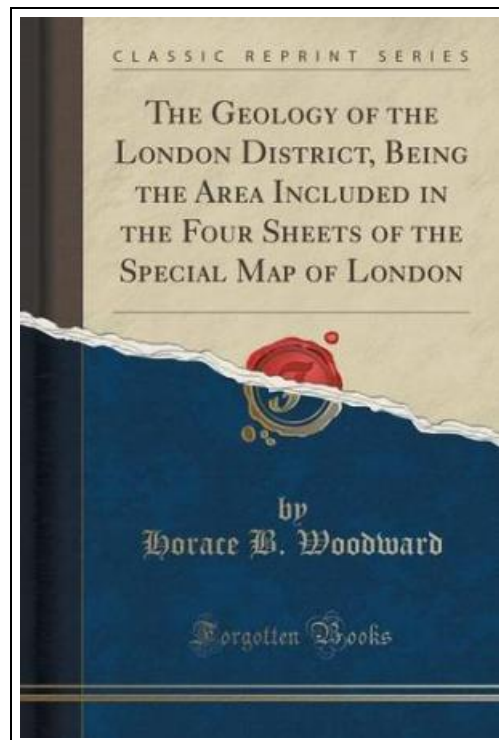 CLASSIC REPRINT SERIES
THE GEOLOGY OF THE
LONDON DISTRICT, BEING
THE AREA INCLUDED IN
THE FOUR SHEETS OF THE
SPECIAL MAP OF LONDON
by
Horace B. Woodward
Forgotten Books